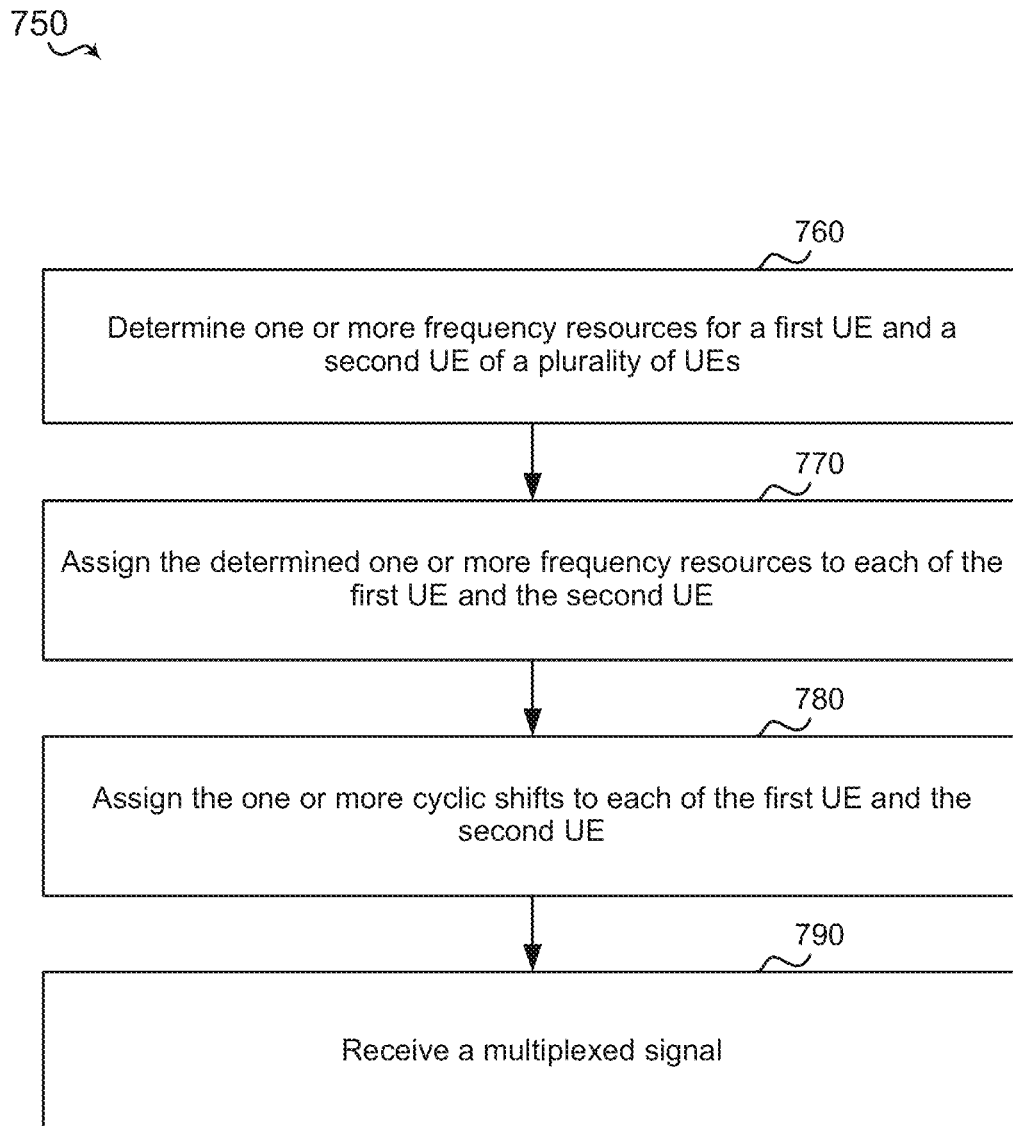 750
760
Determine one or more frequency resources for a first UE and a
second UE of a plurality of UEs
770
Assign the determined one or more frequency resources to each of the
first UE and the second UE
780
Assign the one or more cyclic shifts to each of the first UE and the
second UE
790
Receive a multiplexed signal